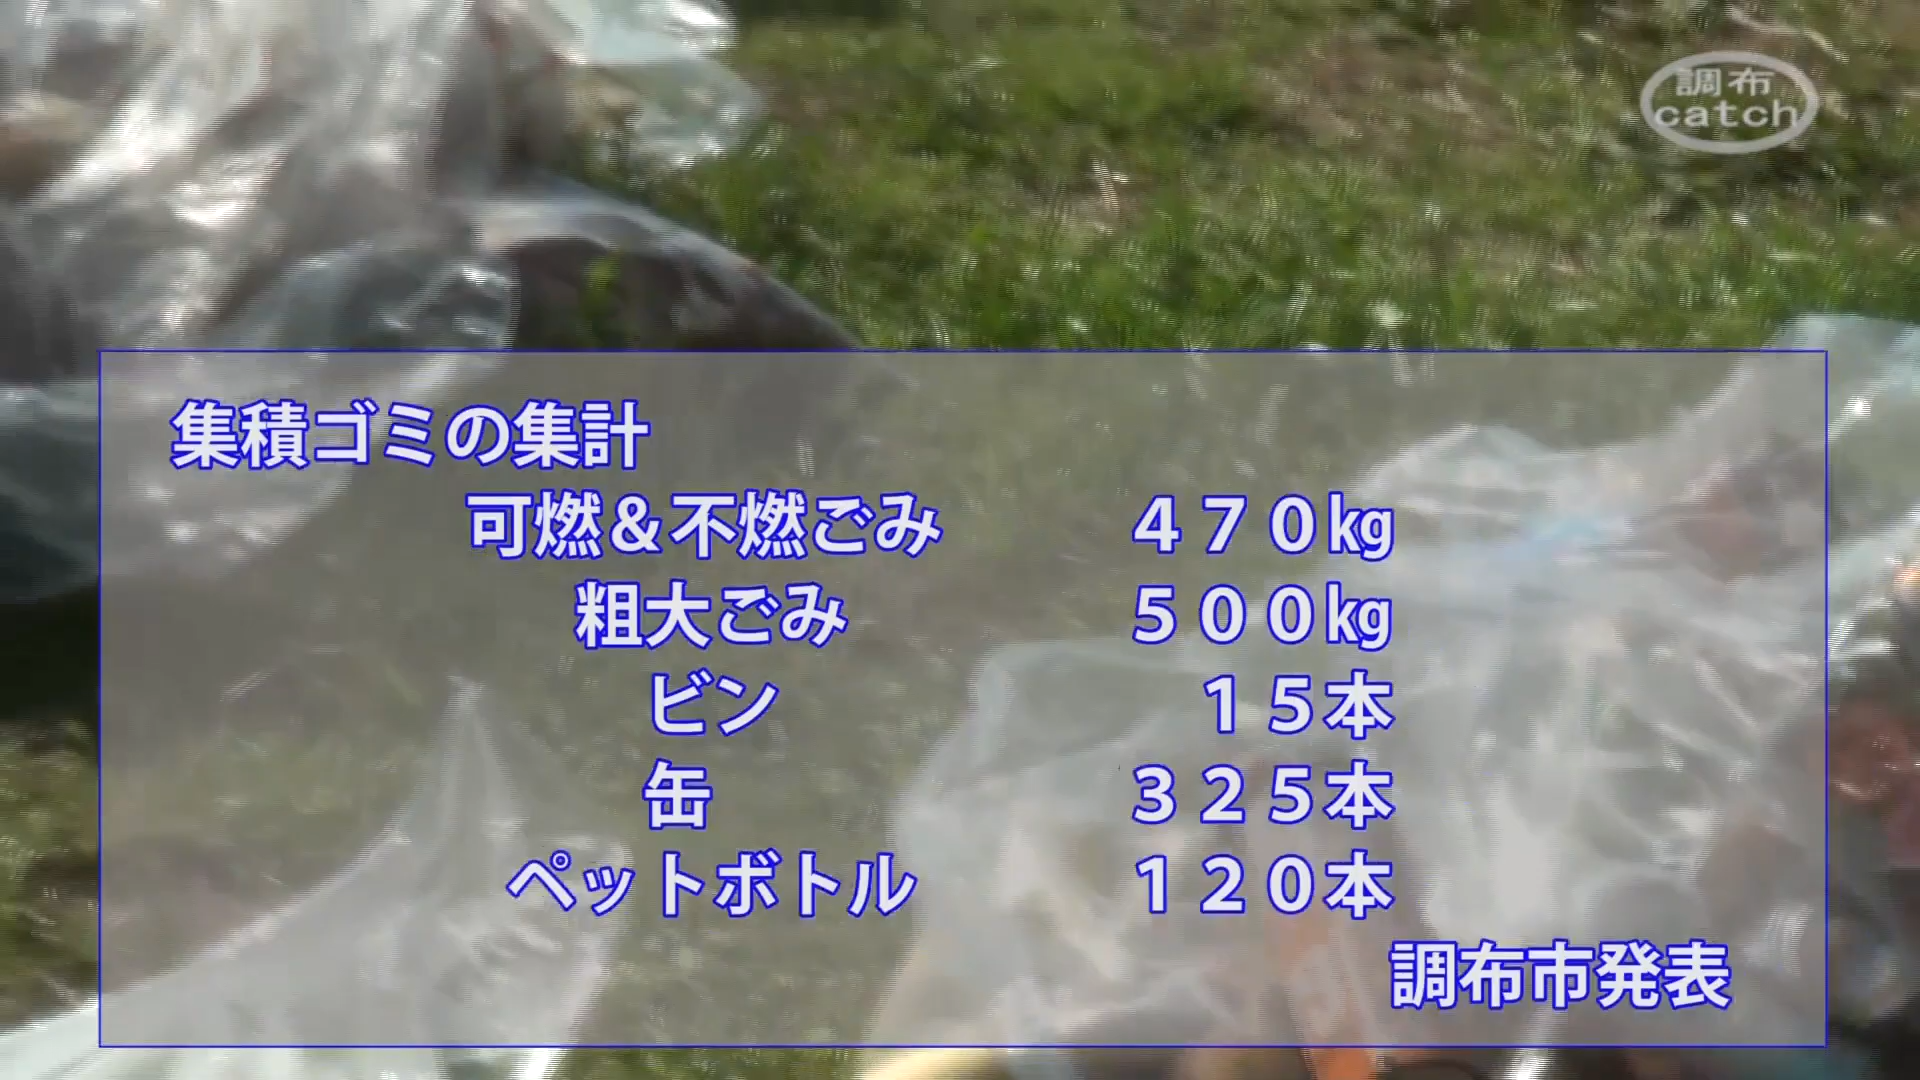 調布
catch
集積ゴミの集計
可燃＆不燃ごみ　４７０㎏
粗大ごみ　５００㎏
ビン　１５本
缶　３２５本
ペットボトル　１２０本
調布市発表